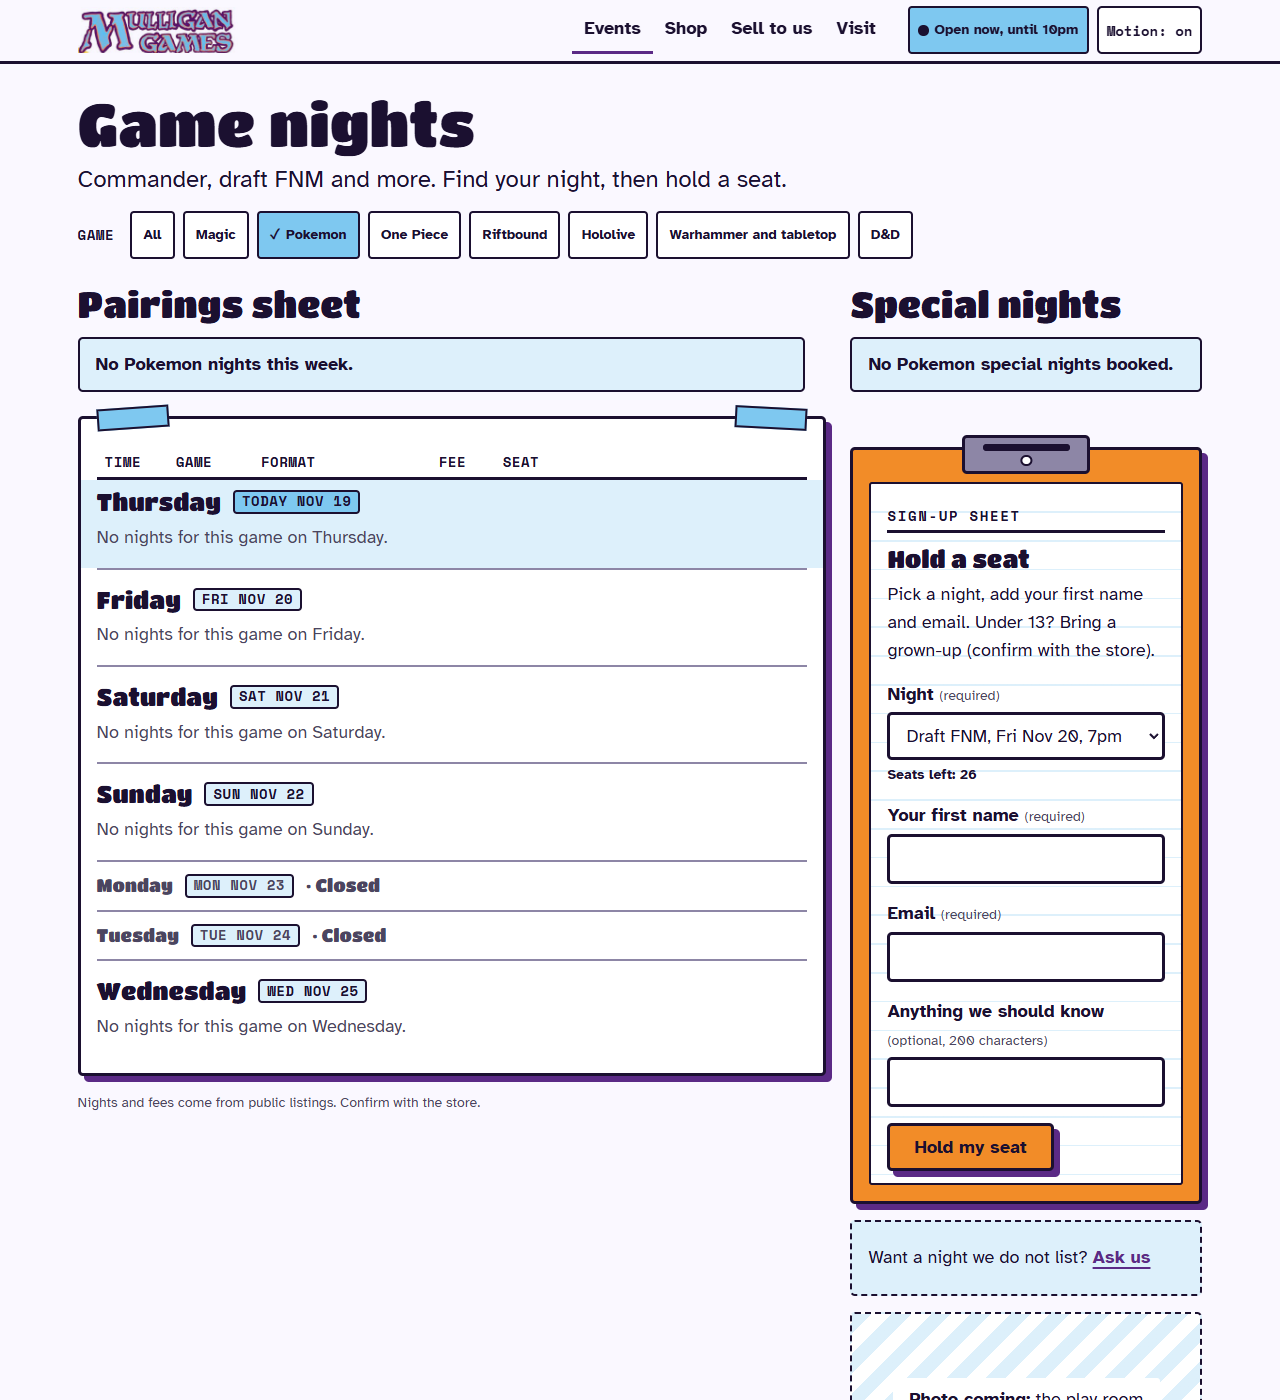 MULLIGAN GAMES
Events Shop Sell to us Visit
Open now, until 10pm
Motion: on
Game nights
Commander, draft FNM and more. Find your night, then hold a seat.
GAME All Magic ✓ Pokemon One Piece Riftbound Hololive Warhammer and tabletop D&D
Pairings sheet
No Pokemon nights this week.
TIME GAME FORMAT FEE SEAT
Thursday TODAY NOV 19
No nights for this game on Thursday.
Friday FRI NOV 20
No nights for this game on Friday.
Saturday SAT NOV 21
No nights for this game on Saturday.
Sunday SUN NOV 22
No nights for this game on Sunday.
Monday MON NOV 23 · Closed
Tuesday TUE NOV 24 · Closed
Wednesday WED NOV 25
No nights for this game on Wednesday.
Nights and fees come from public listings. Confirm with the store.
Special nights
No Pokemon special nights booked.
SIGN-UP SHEET
Hold a seat
Pick a night, add your first name
and email. Under 13? Bring a
grown-up (confirm with the store).
Night (required)
Draft FNM, Fri Nov 20, 7pm
Seats left: 26
Your first name (required)
Email (required)
Anything we should know
(optional, 200 characters)
Hold my seat
Want a night we do not list? Ask us
Photo coming: the play room